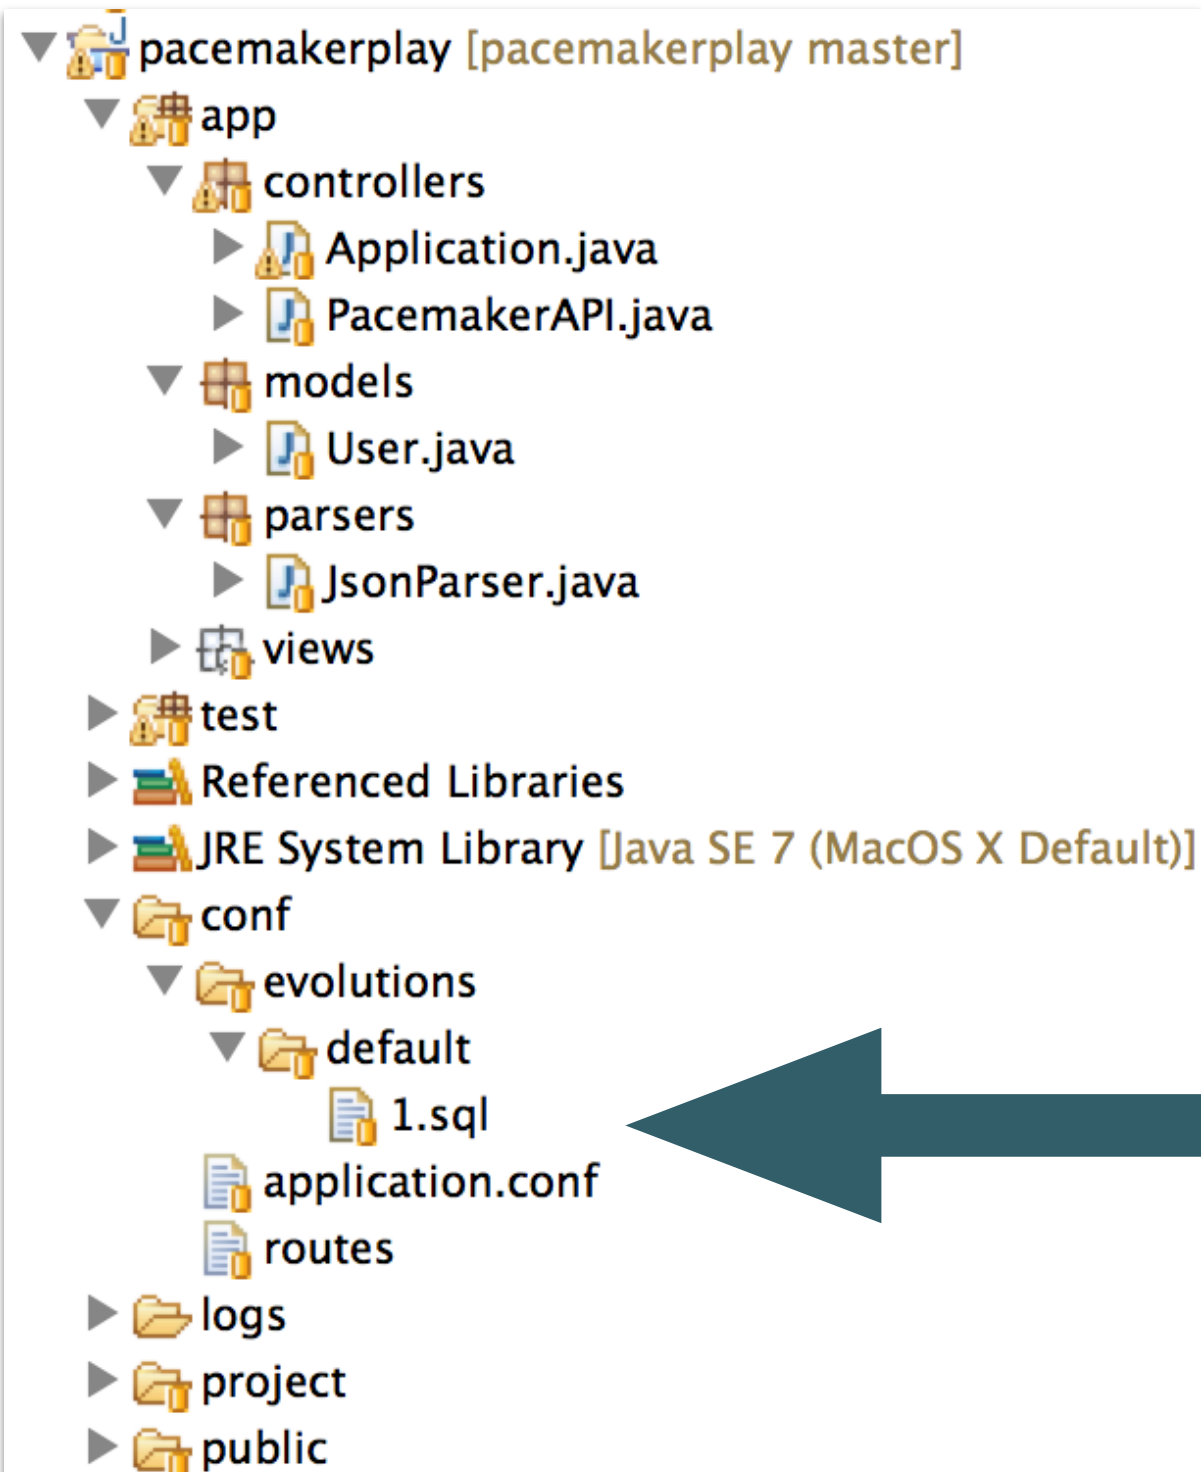 pacemakerplay [pacemakerplay master]
app
controllers
Application.java
PacemakerAPI.java
models
User.java
parsers
JsonParser.java
views
test
Referenced Libraries
JRE System Library [Java SE 7 (MacOS X Default)]
conf
evolutions
default
1.sql
application.conf
routes
logs
project
public